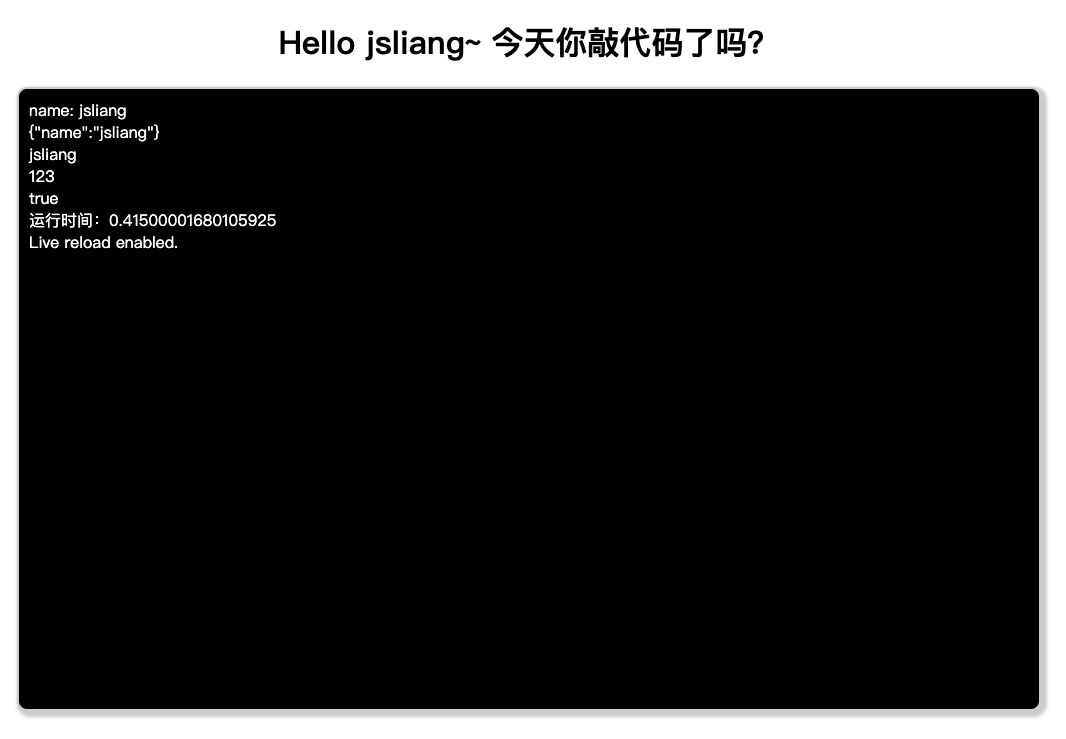 Hello jsliang~ 今天你敲代码了吗?
name: jsliang
{"name":"jsliang"}
jsliang
123
true
运行时间：0.41500001680105925
Live reload enabled.